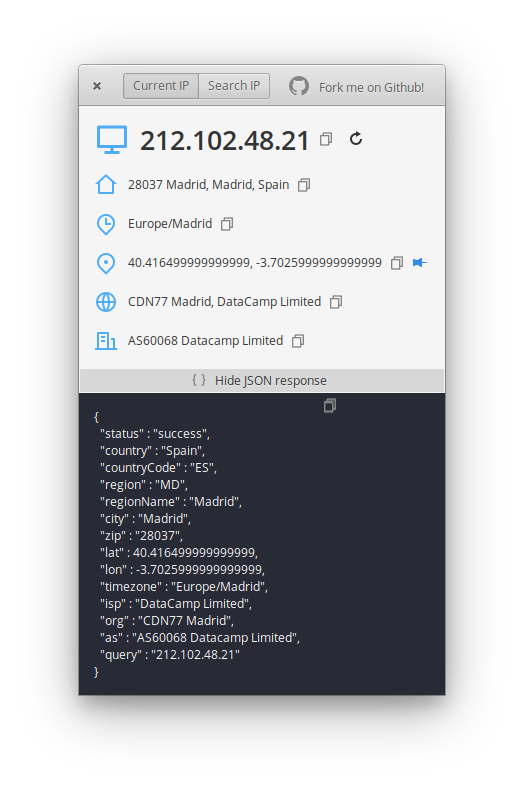 Current IP Search IP Fork me on Github!
212.102.48.21
28037 Madrid, Madrid, Spain
Europe/Madrid
40.416499999999999, -3.7025999999999999
CDN77 Madrid, DataCamp Limited
AS60068 Datacamp Limited
{ } Hide JSON response
{
"status" : "success",
"country" : "Spain",
"countryCode" : "ES",
"region" : "MD",
"regionName" : "Madrid",
"city" : "Madrid",
"zip" : "28037",
"lat" : 40.416499999999999,
"lon" : -3.7025999999999999,
"timezone" : "Europe/Madrid",
"isp" : "DataCamp Limited",
"org" : "CDN77 Madrid",
"as" : "AS60068 Datacamp Limited",
"query" : "212.102.48.21"
}